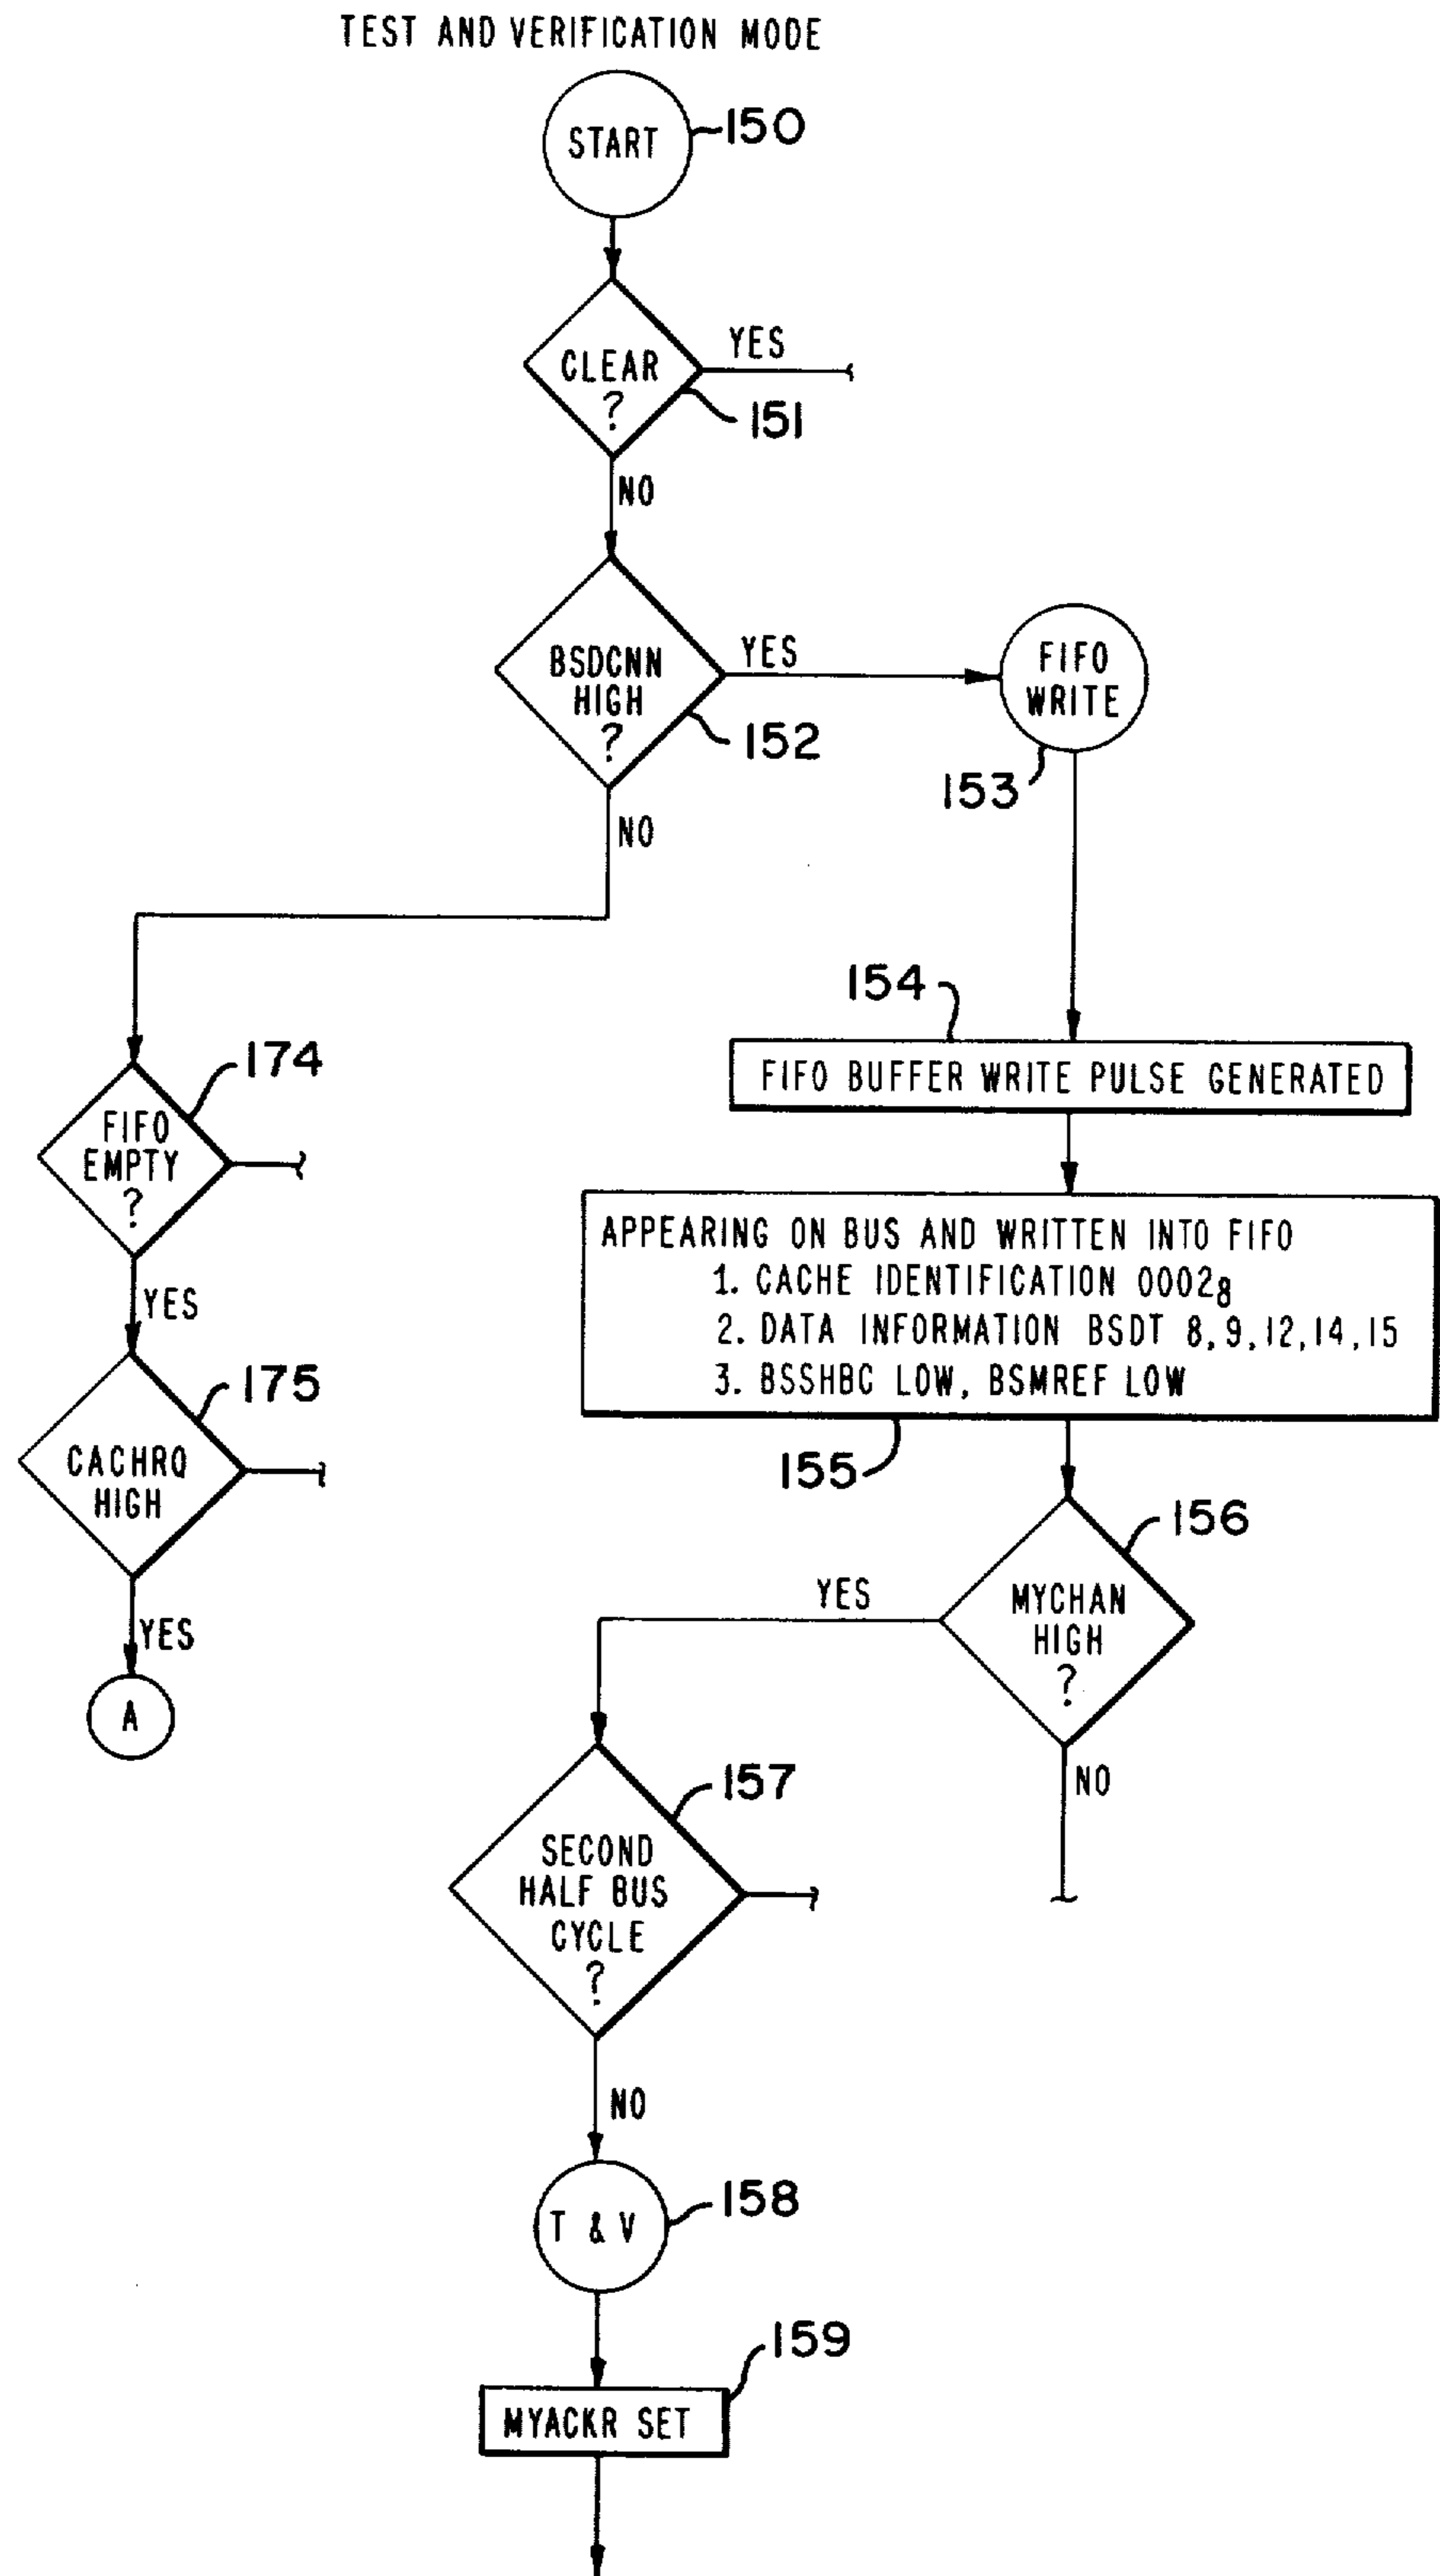 TEST AND VERIFICATION MODE
START
150
CLEAR
?
YES
151
NO
BSDCNN
HIGH
?
YES
152
NO
FIFO
WRITE
153
154
FIFO BUFFER WRITE PULSE GENERATED
174
FIFO
EMPTY
?
YES
APPEARING ON BUS AND WRITTEN INTO FIFO
1. CACHE IDENTIFICATION 0002₈
2. DATA INFORMATION BSDT 8,9,12,14,15
3. BSSHBC LOW, BSMREF LOW
155
175
CACHRQ
HIGH
YES
A
156
MYCHAN
HIGH
?
YES
NO
157
SECOND
HALF BUS
CYCLE
?
NO
T & V
158
159
MYACKR SET